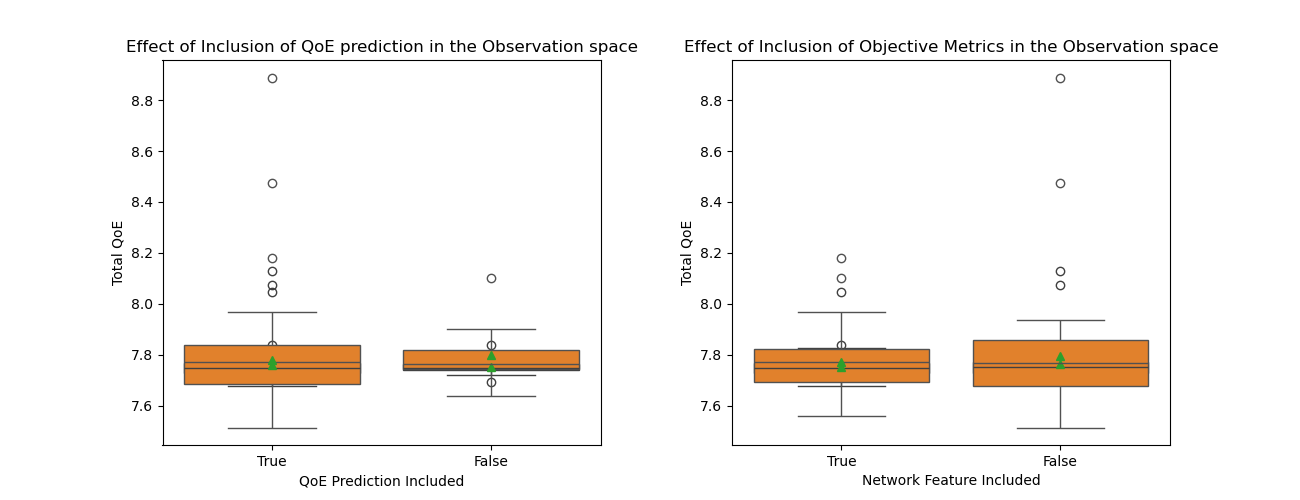 Effect of Inclusion of QoE prediction in the Observation space
Total QoE
8.8
8.6
8.4
8.2
8.0
7.8
7.6
True
False
QoE Prediction Included
Effect of Inclusion of Objective Metrics in the Observation space
Total QoE
8.8
8.6
8.4
8.2
8.0
7.8
7.6
True
False
Network Feature Included